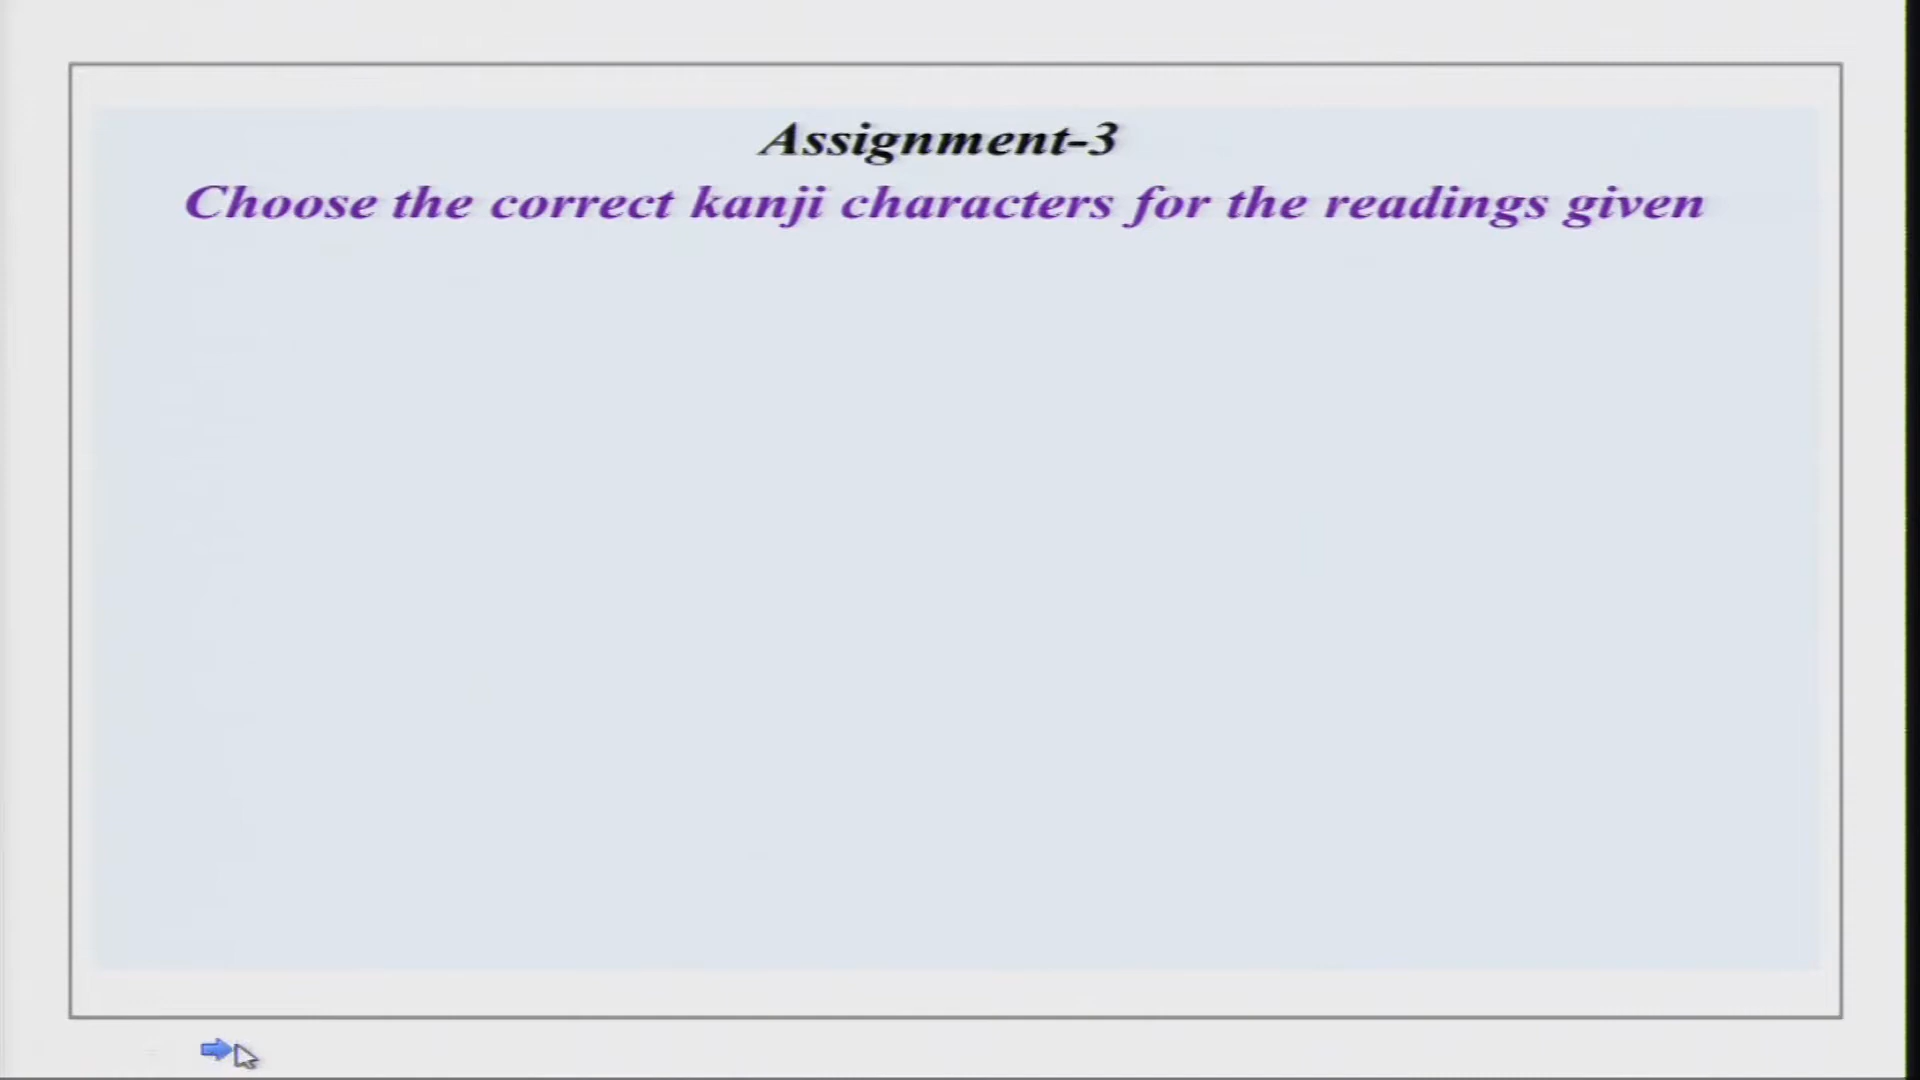 Assignment-3
Choose the correct kanji characters for the readings given